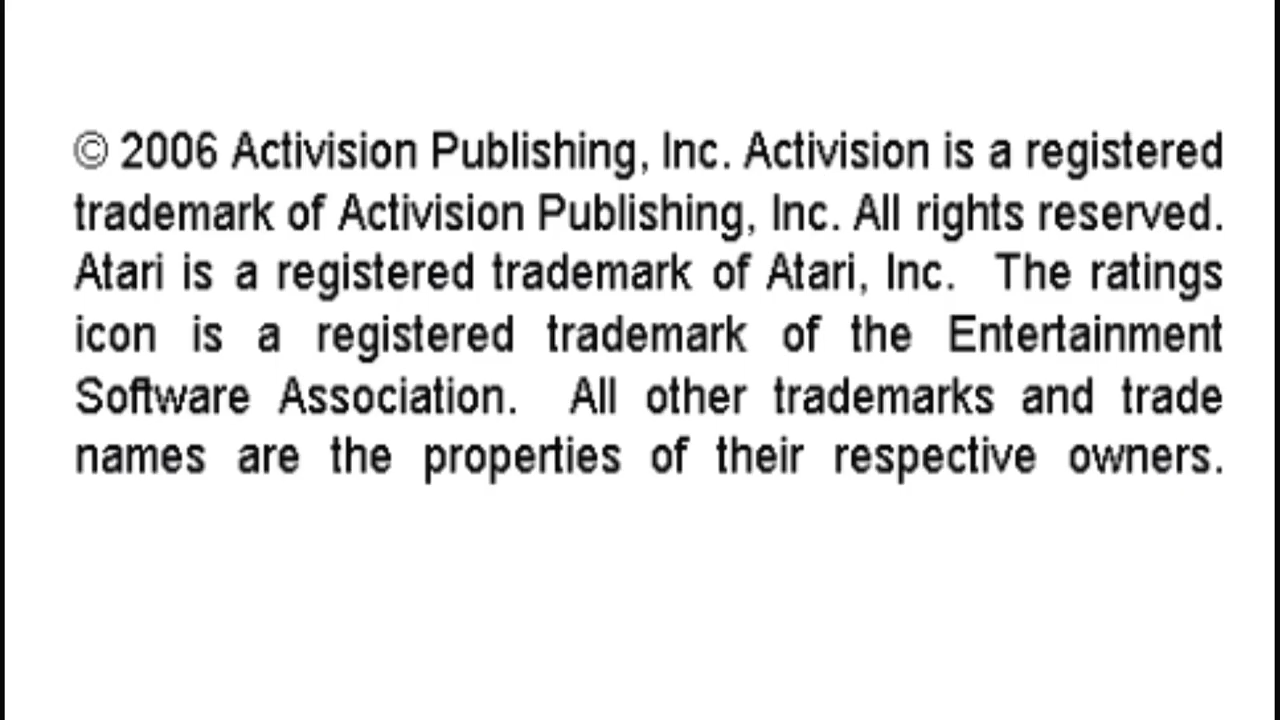 © 2006 Activision Publishing, Inc. Activision is a registered
trademark of Activision Publishing, Inc. All rights reserved.
Atari is a registered trademark of Atari, Inc.  The ratings
icon is a registered trademark of the Entertainment
Software Association.  All other trademarks and trade
names are the properties of their respective owners.